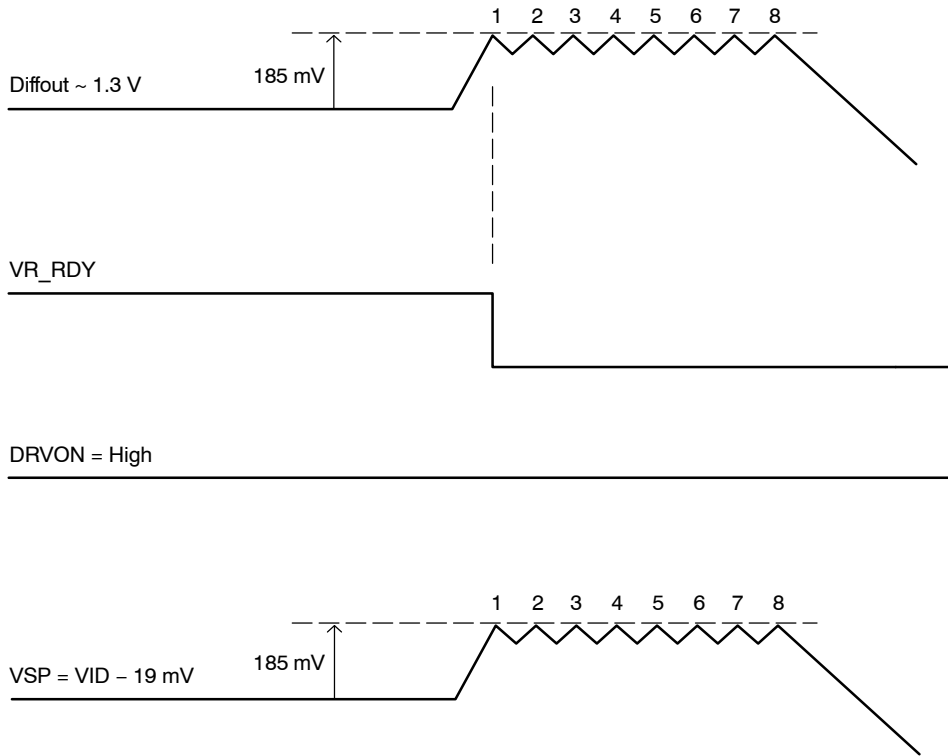 1 2 3 4 5 6 7 8
185 mV
Diffout ~ 1.3 V
VR_RDY
DRVON = High
1 2 3 4 5 6 7 8
185 mV
VSP = VID − 19 mV